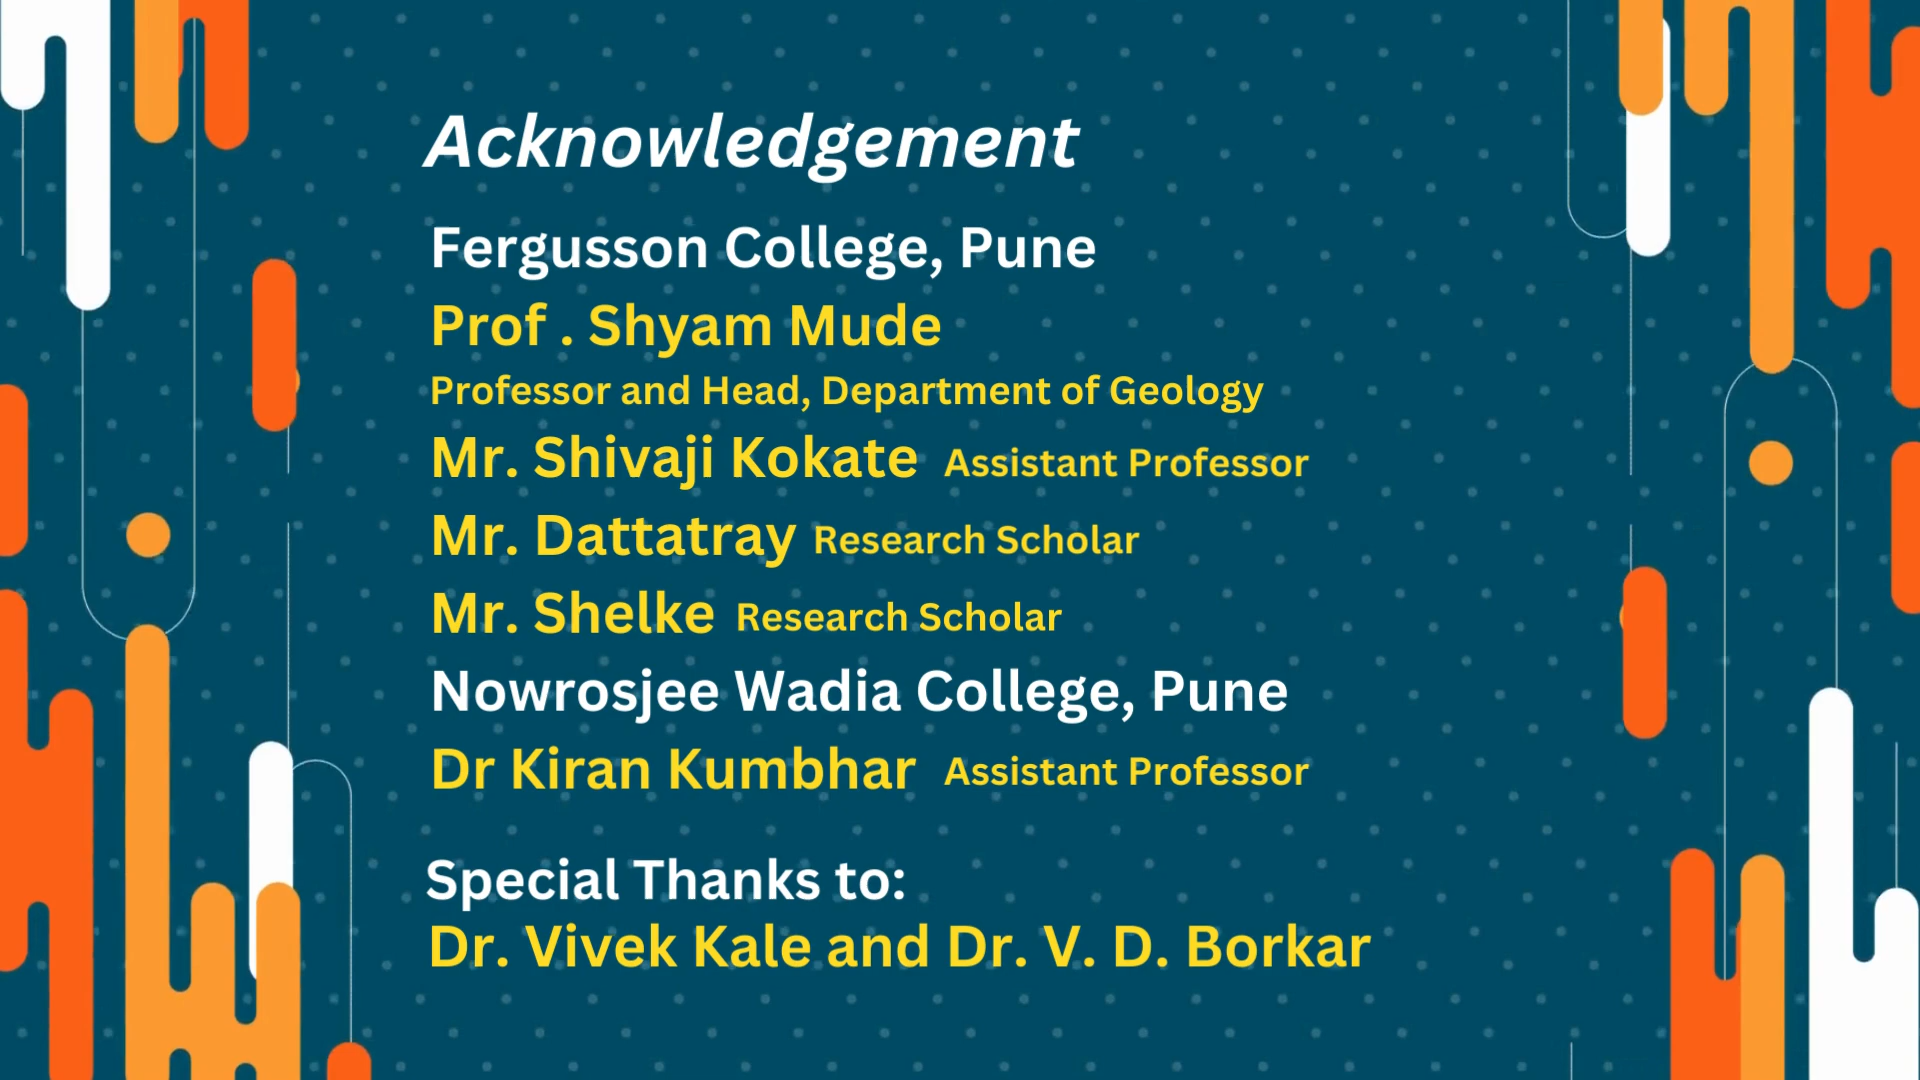 Acknowledgement
Fergusson College, Pune
Prof . Shyam Mude
Professor and Head, Department of Geology
Mr. Shivaji Kokate Assistant Professor
Mr. Dattatray Research Scholar
Mr. Shelke Research Scholar
Nowrosjee Wadia College, Pune
Dr Kiran Kumbhar Assistant Professor
Special Thanks to:
Dr. Vivek Kale and Dr. V. D. Borkar